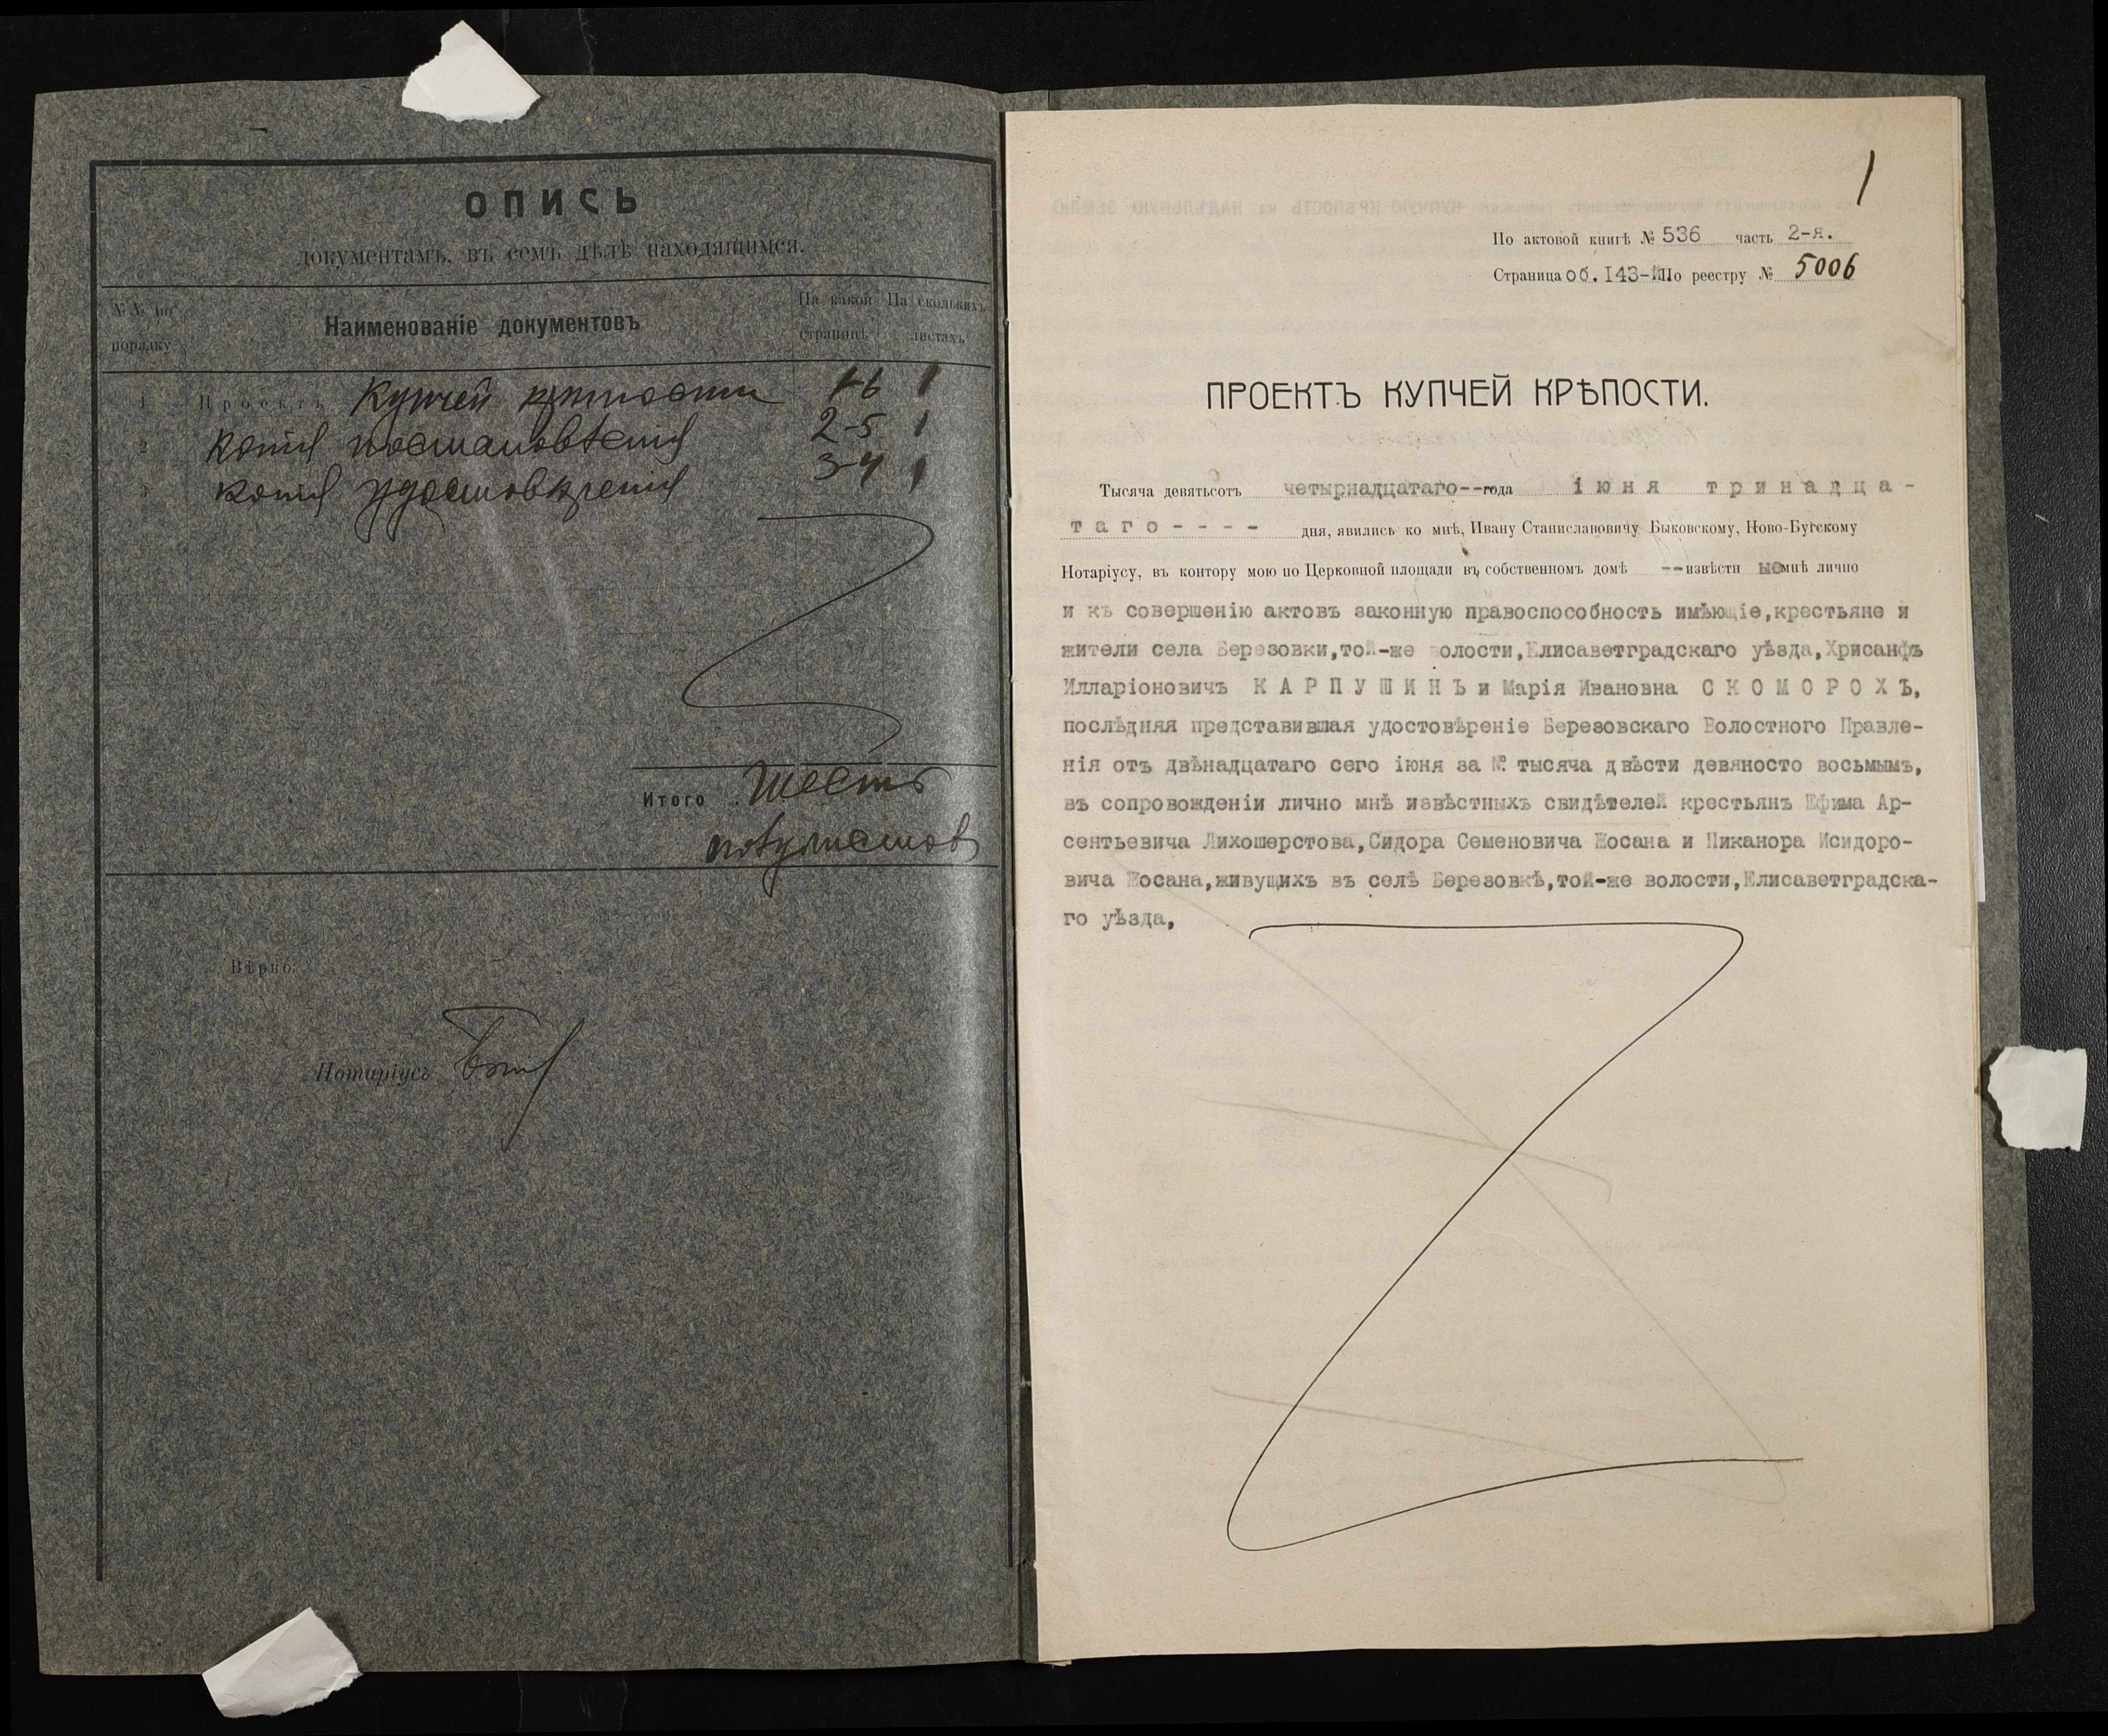 ОПИСЬ
документамъ, въ семъ дѣлѣ находящимся.
№№ по порядку
Наименованіе документовъ
На какой страницѣ
На сколькихъ листахъ
1 Проектъ Купчей крѣпости 1-6 1
2 Копія постановленія 2-5 1
3 Копія удостовѣренія 3-4 1
Итого Шесть
полулистов
Вѣрно:
Нотаріусъ
1
По актовой книгѣ № 536 часть 2-я.
Страница об. 143- По реестру № 5006
ПРОЕКТЪ КУПЧЕЙ КРѢПОСТИ.
Тысяча девятьсотъ четырнадцатаго--года іюня тринадца-
таго---- дня, явились ко мнѣ, Ивану Станиславовичу Быковскому, Ново-Бугскому
Нотаріусу, въ контору мою по Церковной площади въ собственномъ домѣ --извѣстн ые мнѣ лично
и къ совершенію актовъ законную правоспособность имѣющіе,крестьяне и
жители села Березовки,той-же волости,Елисаветградскаго уѣзда,Хрисанфъ
Илларіоновичъ КАРПУШИНЪ и Марія Ивановна СКОМОРОХЪ,
послѣдняя представившая удостовѣреніе Березовскаго Волостного Правле-
нія отъ двѣнадцатаго сего іюня за № тысяча двѣсти девяносто восьмымъ,
въ сопровожденіи лично мнѣ извѣстныхъ свидѣтелей крестьянъ Ефима Ар-
сентьевича Лихошерстова,Сидора Семеновича Жосана и Никанора Исидоро-
вича Жосана,живущихъ въ селѣ Березовкѣ,той-же волости,Елисаветградска-
го уѣзда,